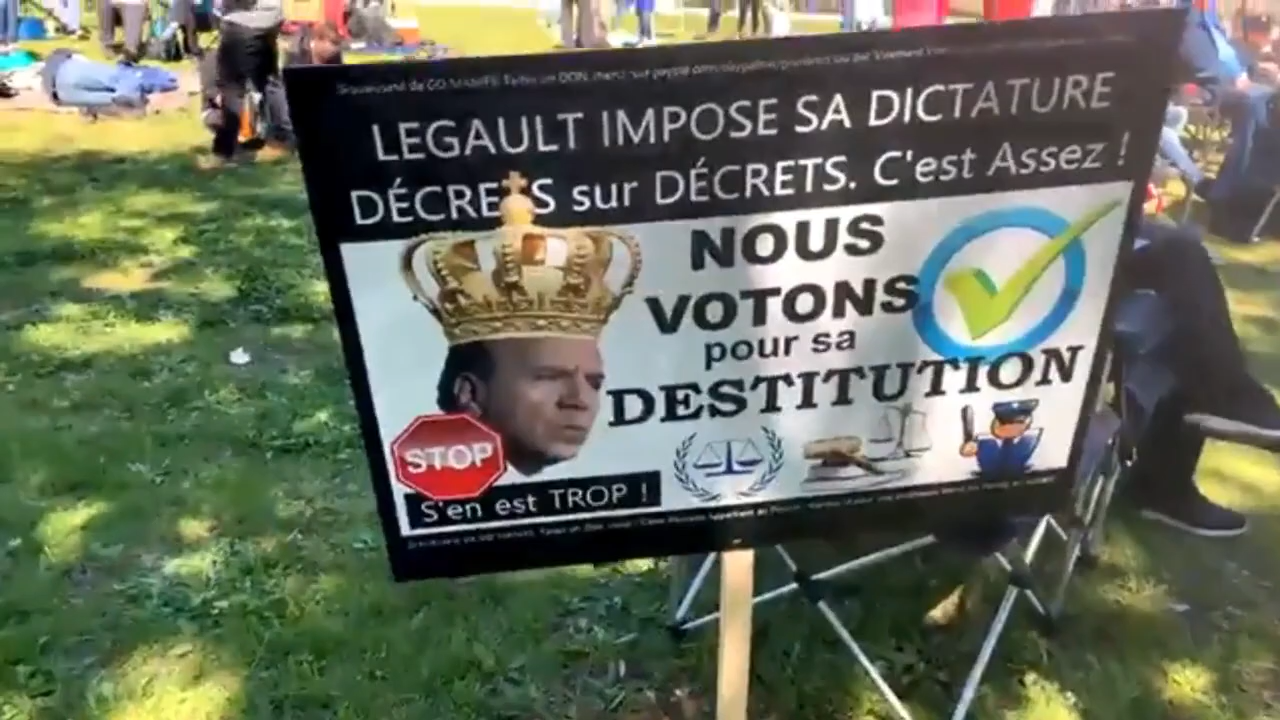 LEGAULT IMPOSE SA DICTATURE
DÉCRETS sur DÉCRETS. C'est Assez !
NOUS
VOTONS
pour sa
DESTITUTION
STOP
S'en est TROP !